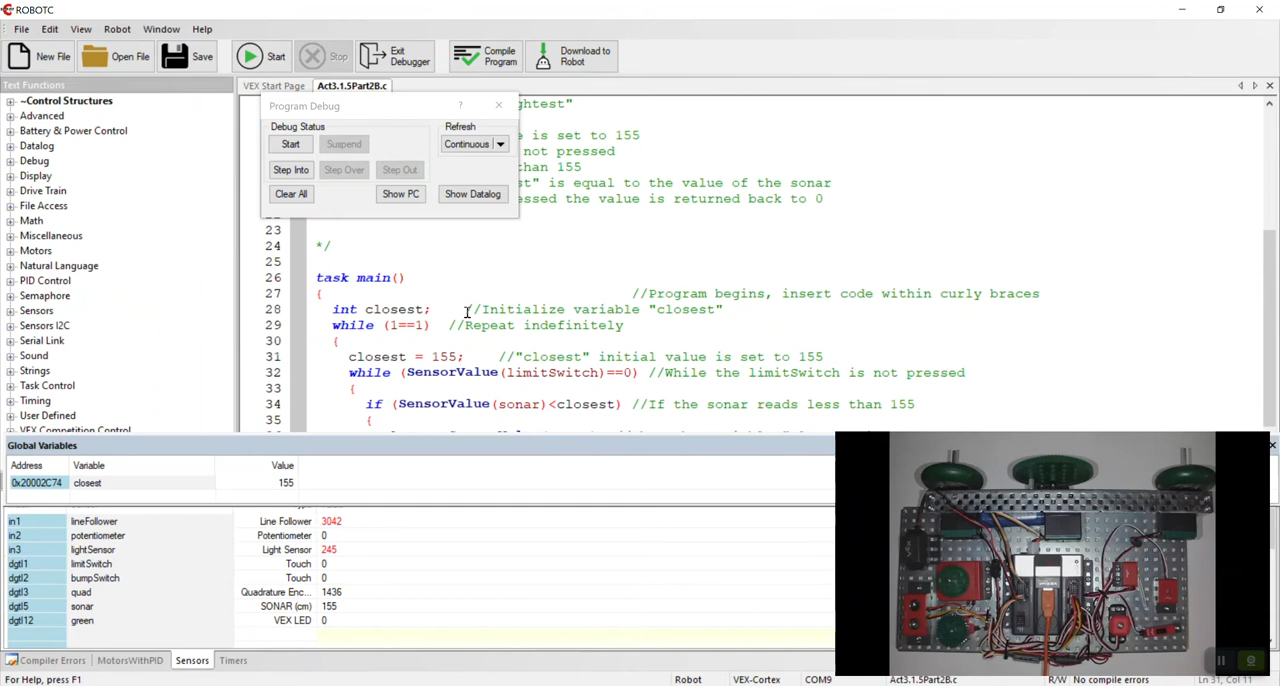 ROBOTC
File Edit View Robot Window Help
New File Open File Save Start Stop Exit Debugger Compile Program Download to Robot
Text Functions
VEX Start Page Act3.1.5Part2B.c
~Control Structures
Advanced
Battery & Power Control
Datalog
Debug
Display
Drive Train
File Access
Math
Miscellaneous
Motors
Natural Language
PID Control
Semaphore
Sensors
Sensors I2C
Serial Link
Sound
Strings
Task Control
Timing
User Defined
VEX Competition Control
Program Debug ?
Debug Status Refresh
Start Suspend Continuous
Step Into Step Over Step Out
Clear All Show PC Show Datalog
ghtest"
e is set to 155
not pressed
than 155
st" is equal to the value of the sonar
essed the value is returned back to 0
23
24 */
25
26 task main()
27 { //Program begins, insert code within curly braces
28 int closest; //Initialize variable "closest"
29 while (1==1) //Repeat indefinitely
30 {
31 closest = 155; //"closest" initial value is set to 155
32 while (SensorValue(limitSwitch)==0) //While the limitSwitch is not pressed
33 {
34 if (SensorValue(sonar)<closest) //If the sonar reads less than 155
35 {
Global Variables
Address Variable Value
0x20002C74 closest 155
in1 lineFollower Line Follower 3042
in2 potentiometer Potentiometer 0
in3 lightSensor Light Sensor 245
dgtl1 limitSwitch Touch 0
dgtl2 bumpSwitch Touch 0
dgtl3 quad Quadrature Enc... 1436
dgtl5 sonar SONAR (cm) 155
dgtl12 green VEX LED 0
Compiler Errors MotorsWithPID Sensors Timers
For Help, press F1 Robot VEX-Cortex COM9 Act3.1.5Part2B.c R/W No compile errors Ln 31, Col 11